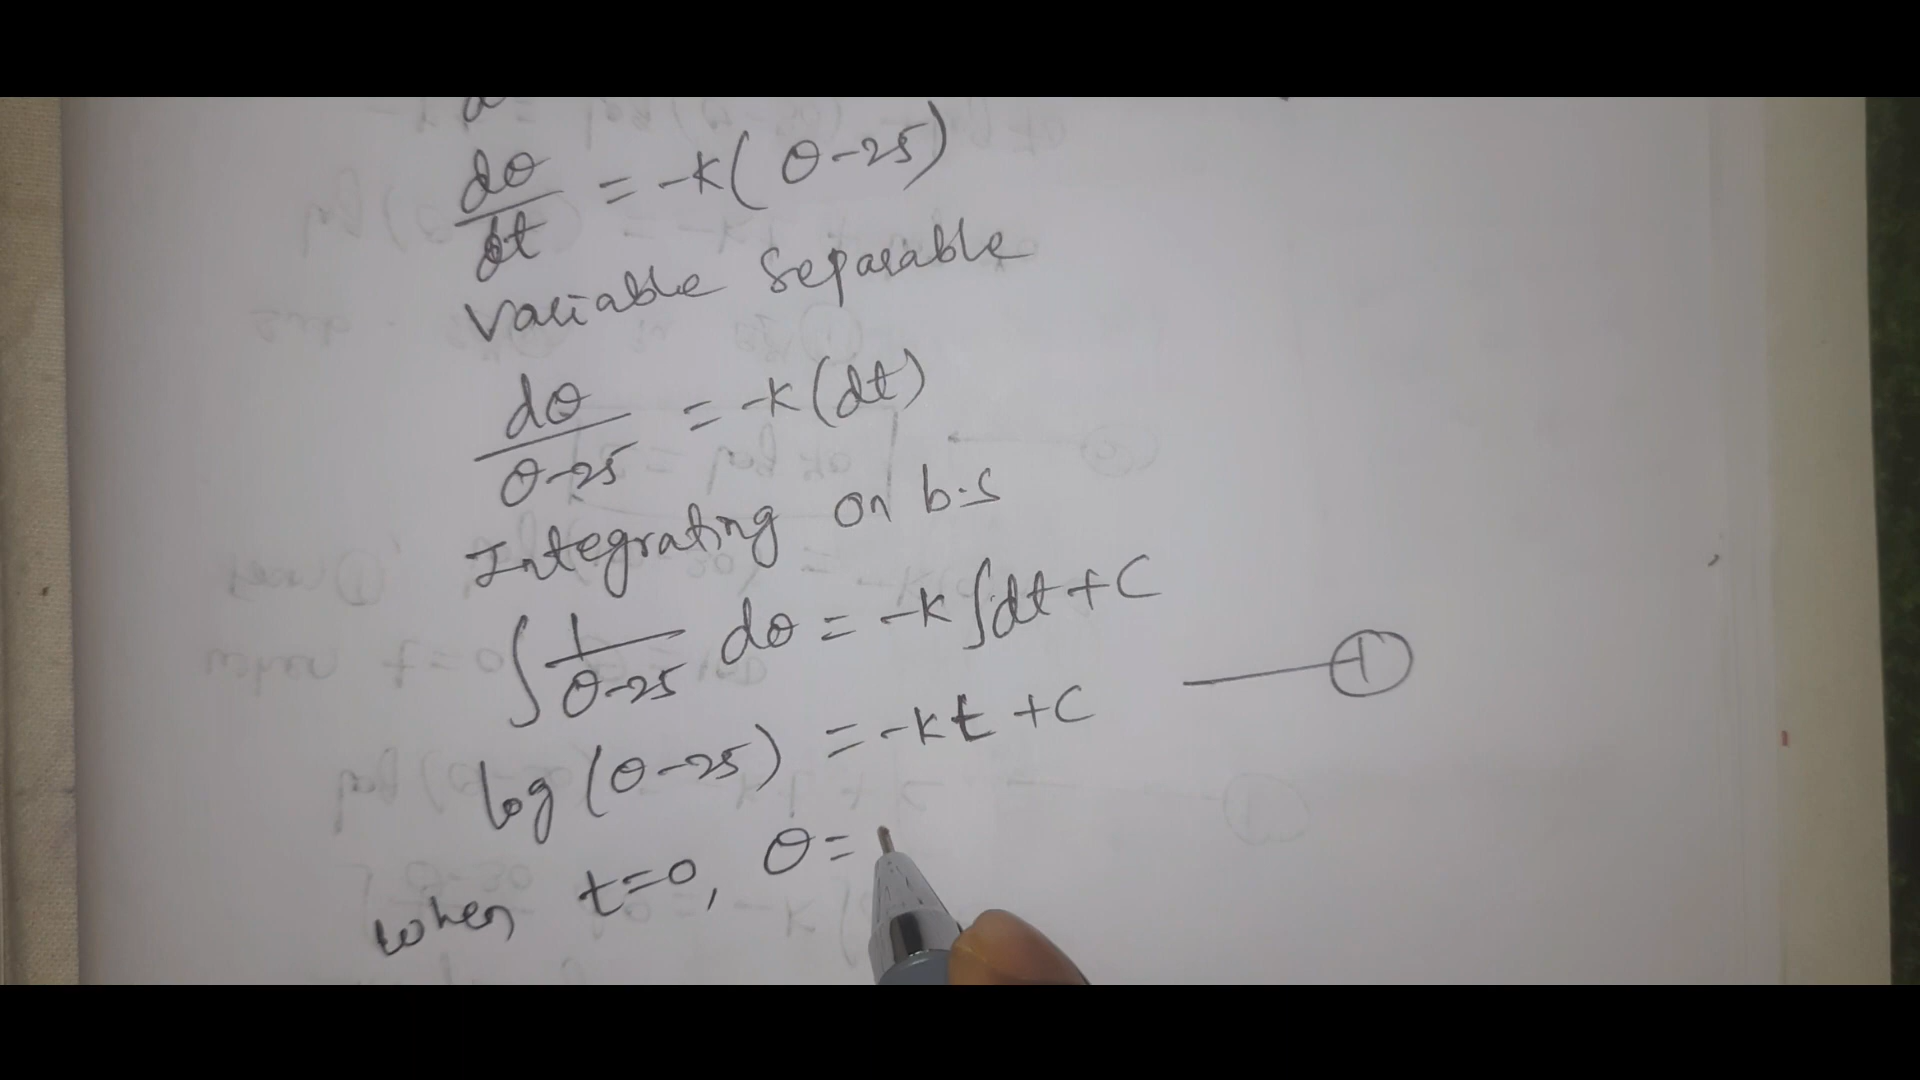 dθ/dt = -k(θ-25)
Variable Separable
dθ/θ-25 = -k(dt)
Integrating on b.s
∫ 1/θ-25 dθ = -k∫dt + C
log(θ-25) = -kt + C —— ①
when t=0, θ=